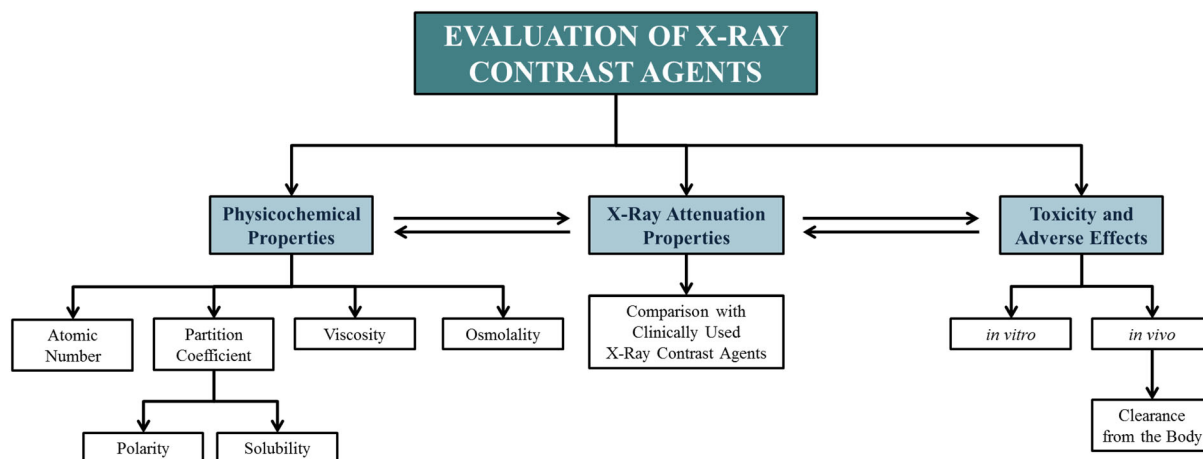 EVALUATION OF X-RAY
CONTRAST AGENTS
Physicochemical
Properties
X-Ray Attenuation
Properties
Toxicity and
Adverse Effects
Atomic
Number
Partition
Coefficient
Viscosity
Osmolality
Comparison with
Clinically Used
X-Ray Contrast Agents
in vitro
in vivo
Polarity
Solubility
Clearance
from the Body